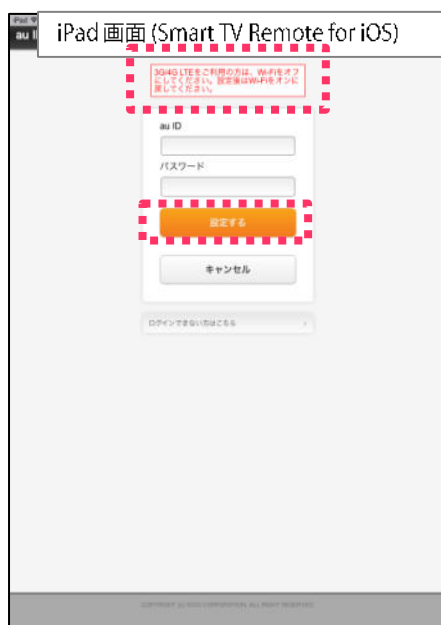 iPad 画面 (Smart TV Remote for iOS)
iPad
au I
3G/4G LTEをご利用の方は、Wi-Fiをオフ
にしてください。設定後はWi-Fiをオンに
戻してください。
au ID
パスワード
設定する
キャンセル
ログインできない方はこちら